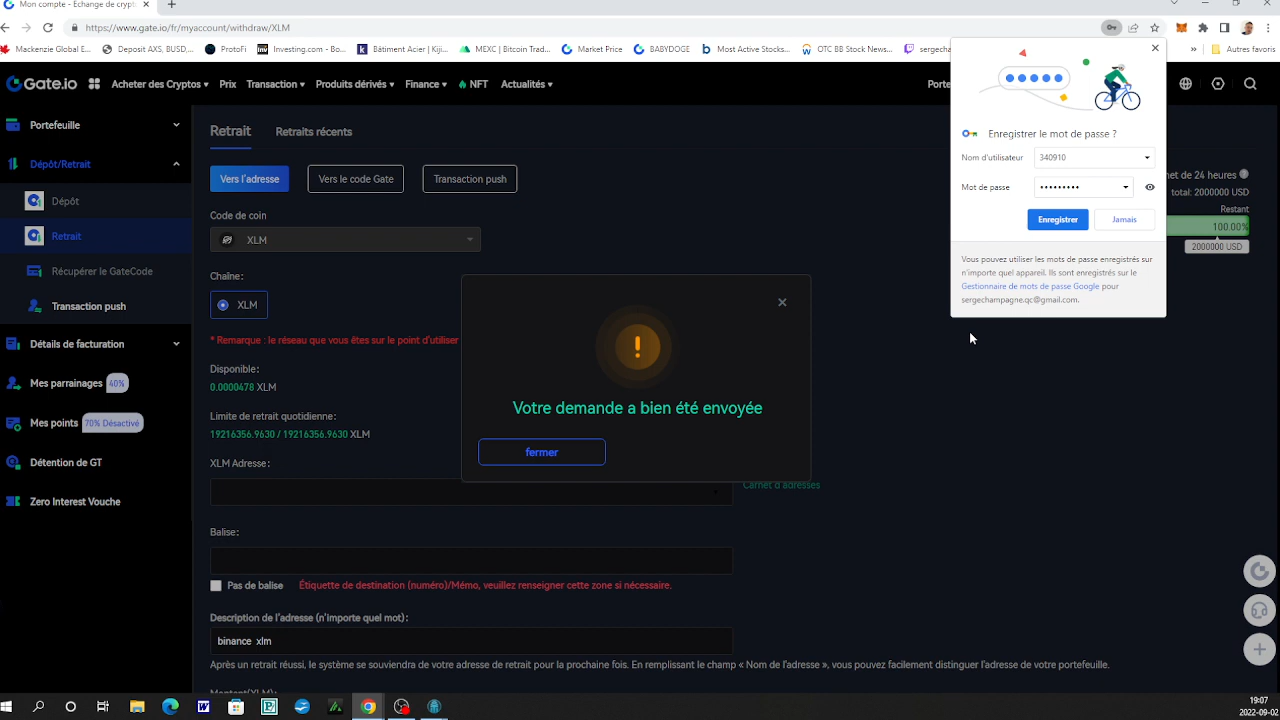 Mon compte - Echange de crypt
https://www.gate.io/fr/myaccount/withdraw/XLM
Mackenzie Global E...
Deposit AXS, BUSD,...
ProtoFi
Investing.com - Bo...
Bâtiment Acier | Kiji...
MEXC | Bitcoin Trad...
Market Price
BABYDOGE
Most Active Stocks...
OTC BB Stock News...
sergecha
»
Autres favoris
Gate.io
Acheter des Cryptos
Prix
Transaction
Produits dérivés
Finance
NFT
Actualités
Porte
Portefeuille
Dépôt/Retrait
Dépôt
Retrait
Récupérer le GateCode
Transaction push
Détails de facturation
Mes parrainages 40%
Mes points 70% Désactivé
Détention de GT
Zero Interest Vouche
Retrait
Retraits récents
Vers l'adresse
Vers le code Gate
Transaction push
Code de coin
XLM
Chaîne:
XLM
* Remarque : le réseau que vous êtes sur le point d'utiliser
Disponible:
0.0000478 XLM
Limite de retrait quotidienne:
19216356.9630 / 19216356.9630 XLM
XLM Adresse:
Carnet d'adresses
Balise:
Pas de balise
Étiquette de destination (numéro)/Mémo, veuillez renseigner cette zone si nécessaire.
Description de l'adresse (n'importe quel mot):
binance xlm
Après un retrait réussi, le système se souviendra de votre adresse de retrait pour la prochaine fois. En remplissant le champ « Nom de l'adresse », vous pouvez facilement distinguer l'adresse de votre portefeuille.
Montant(XLM):
Votre demande a bien été envoyée
fermer
Enregistrer le mot de passe ?
Nom d'utilisateur
340910
Mot de passe
•••••••••
Enregistrer
Jamais
Vous pouvez utiliser les mots de passe enregistrés sur
n'importe quel appareil. Ils sont enregistrés sur le
Gestionnaire de mots de passe Google pour
sergechampagne.qc@gmail.com.
et de 24 heures
total: 2000000 USD
Restant
100.00%
2000000 USD
19:07
2022-09-02